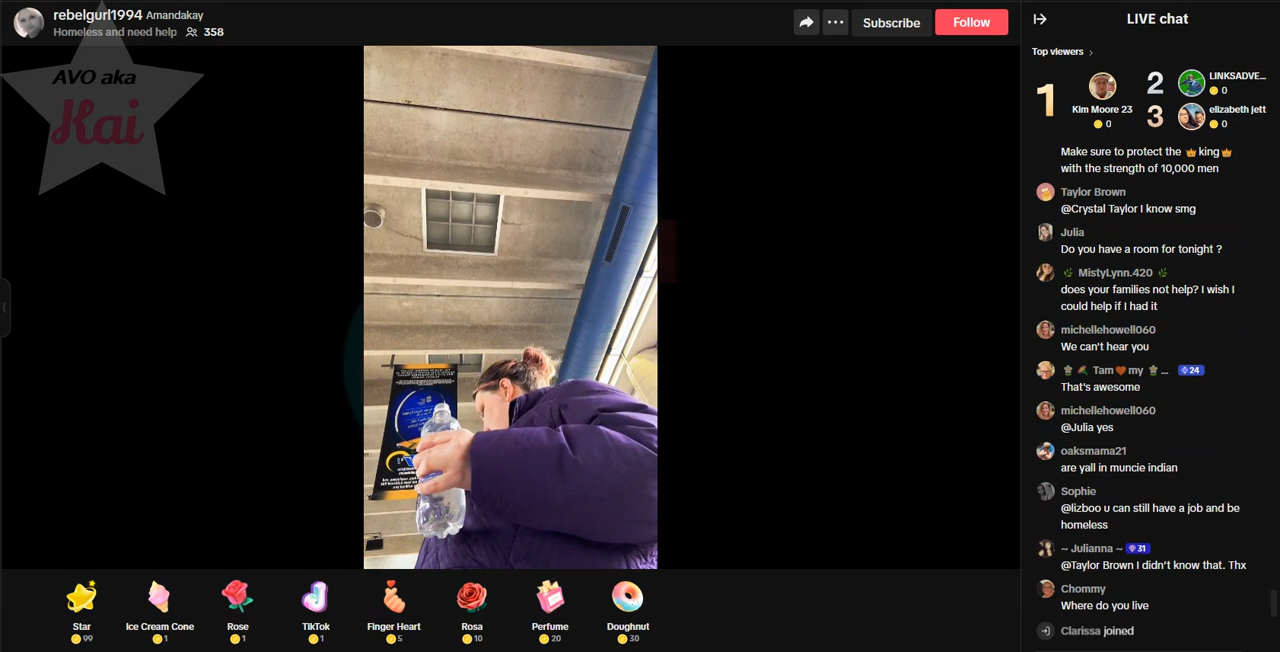 rebelgurl1994 Amandakay
Homeless and need help 358
Subscribe
Follow
AVO aka
Kai
LIVE chat
Top viewers
1
Kim Moore 23
0
2
LINKSADVE...
0
3
elizabeth jett
0
Make sure to protect the 👑king👑
with the strength of 10,000 men
Taylor Brown
@Crystal Taylor I know smg
Julia
Do you have a room for tonight ?
🌿 MistyLynn.420 🌿
does your families not help? I wish I
could help if I had it
michellehowell060
We can't hear you
Tam🧡my ... 24
That's awesome
michellehowell060
@Julia yes
oaksmama21
are yall in muncie indian
Sophie
@lizboo u can still have a job and be
homeless
~ Julianna ~ 31
@Taylor Brown I didn't know that. Thx
Chommy
Where do you live
Clarissa joined
Star
99
Ice Cream Cone
1
Rose
1
TikTok
1
Finger Heart
5
Rosa
10
Perfume
20
Doughnut
30